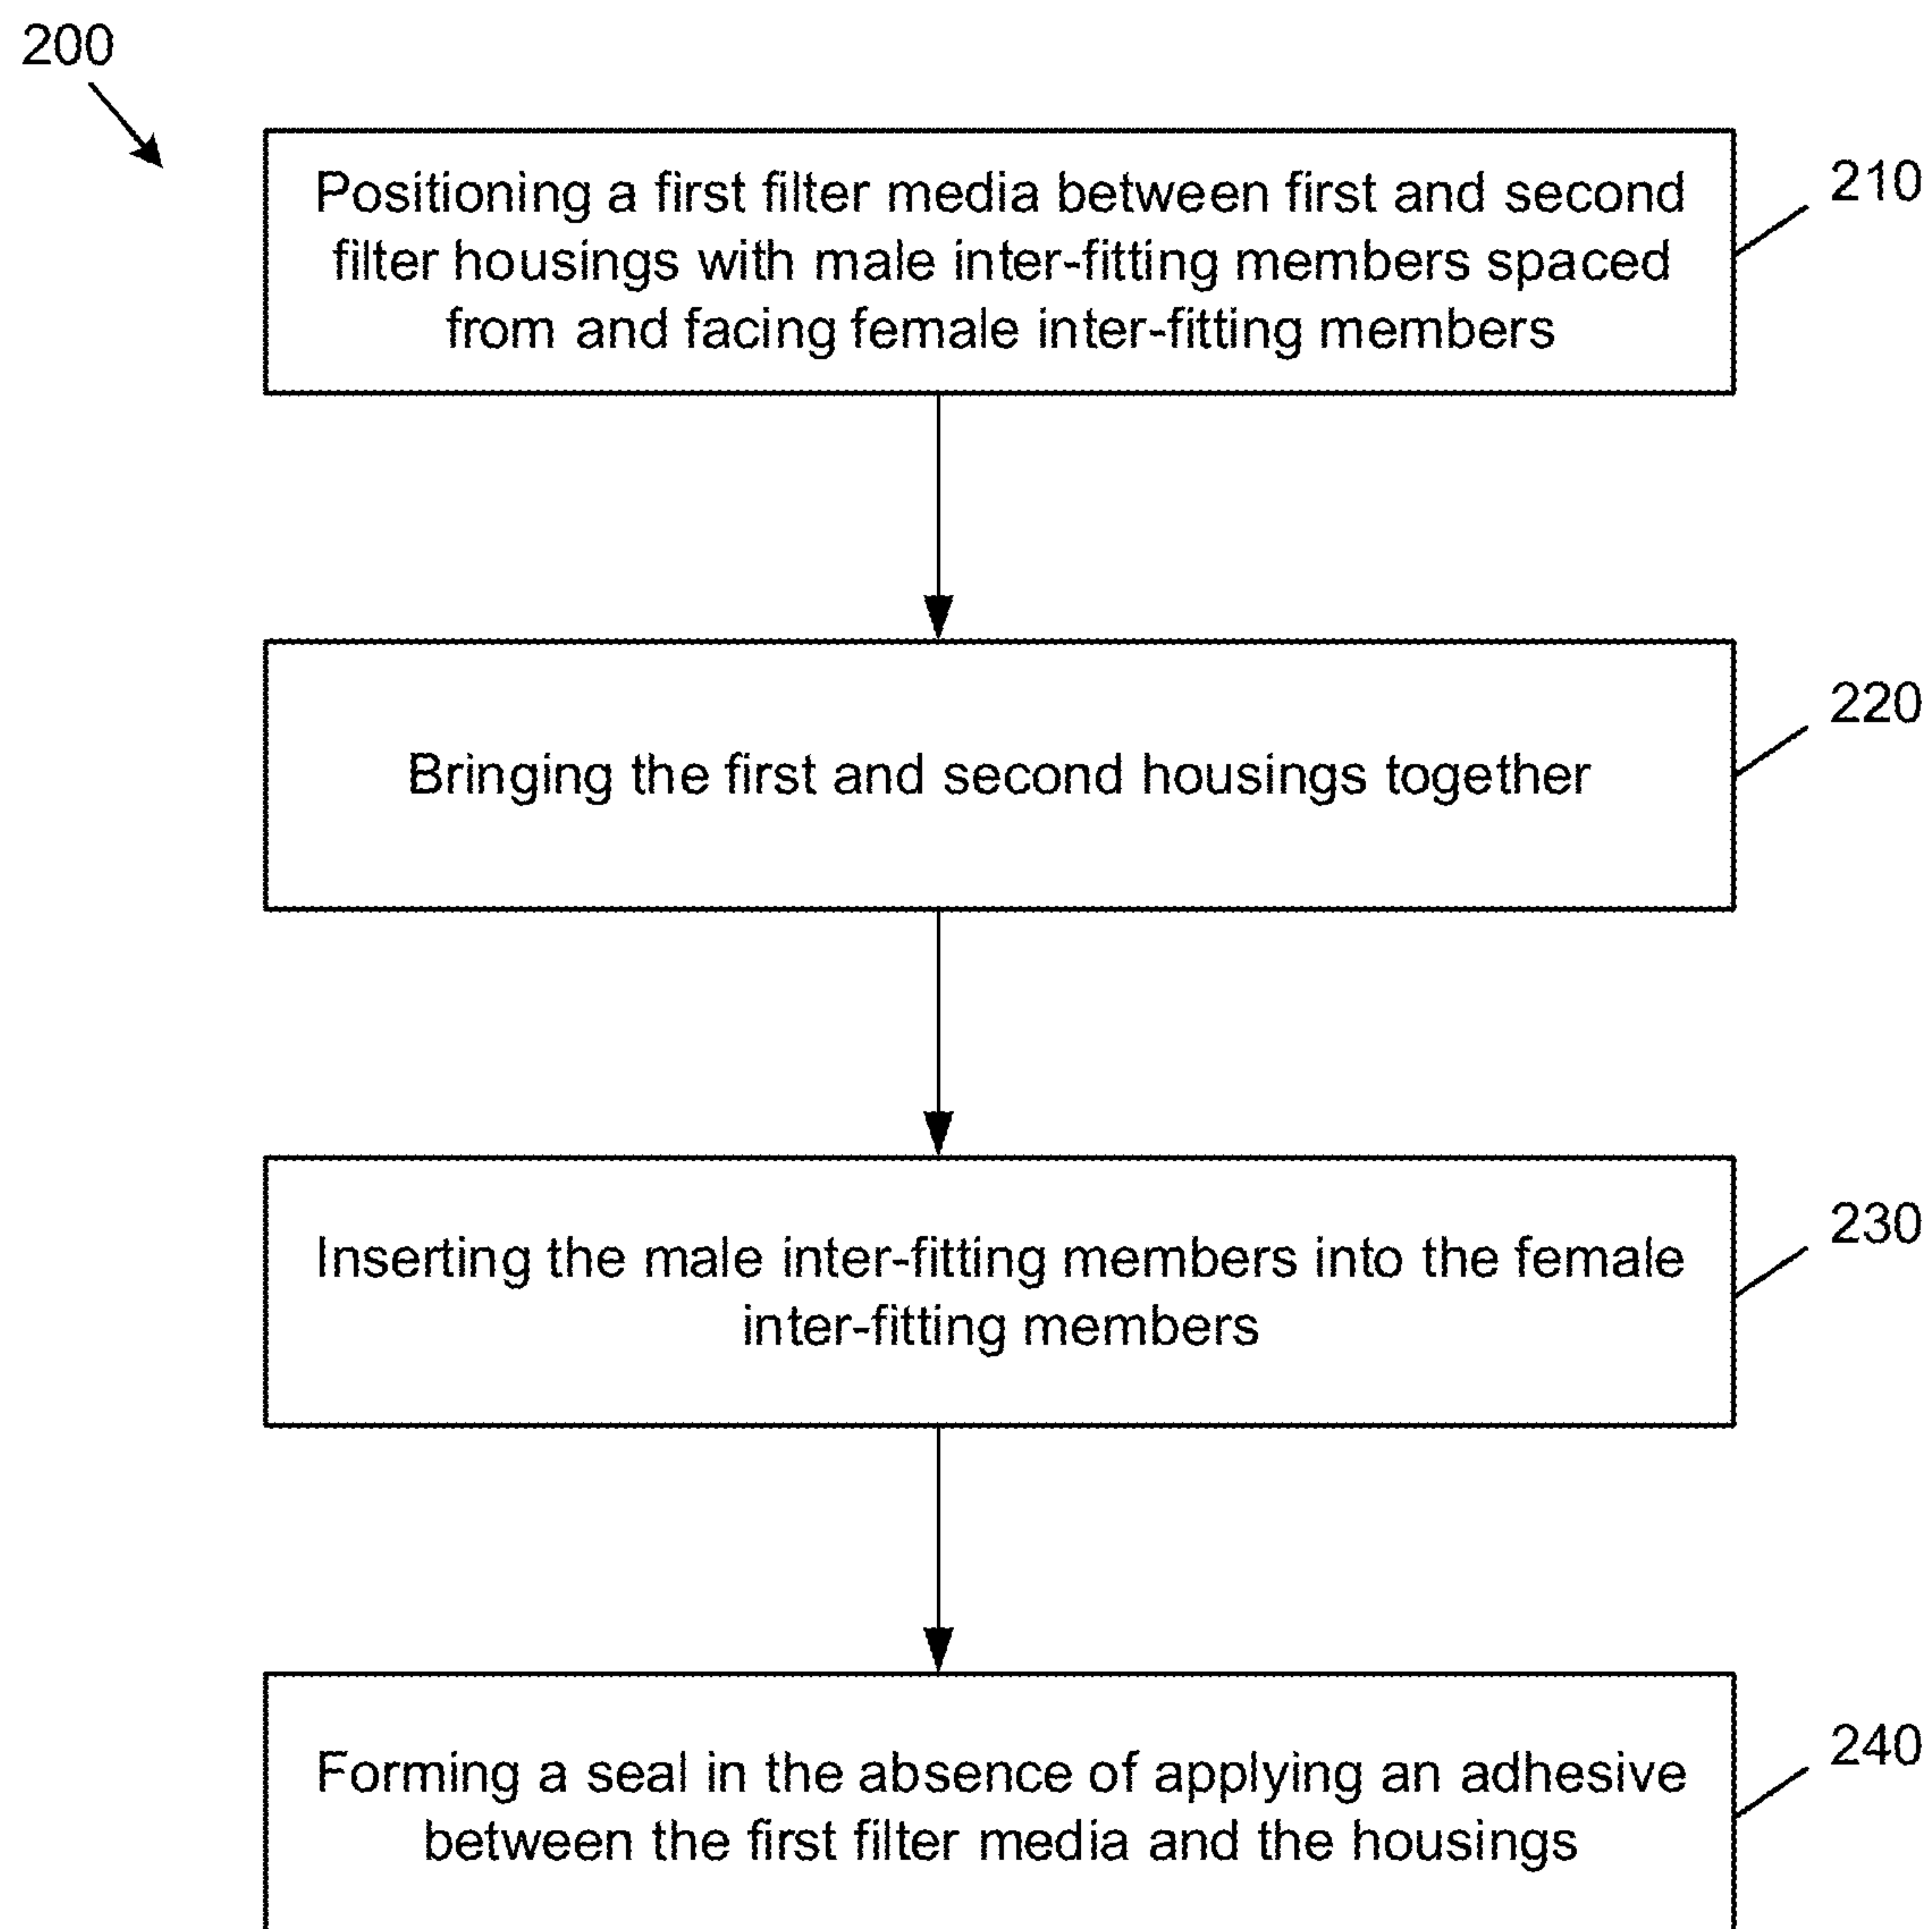 200
Positioning a first filter media between first and second
filter housings with male inter-fitting members spaced
from and facing female inter-fitting members
210
Bringing the first and second housings together
220
Inserting the male inter-fitting members into the female
inter-fitting members
230
Forming a seal in the absence of applying an adhesive
between the first filter media and the housings
240